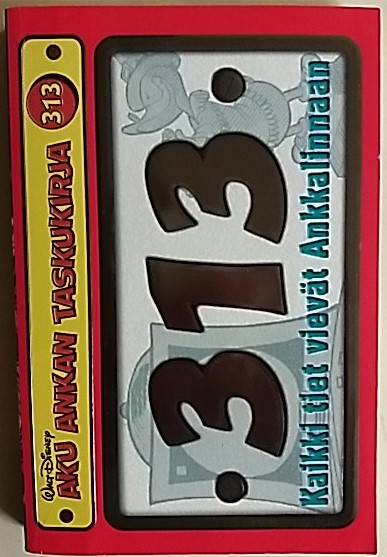 WALT DISNEY
AKU ANKAN TASKUKIRJA
313
313
Kaikki tiet vievät Ankkalinnaan